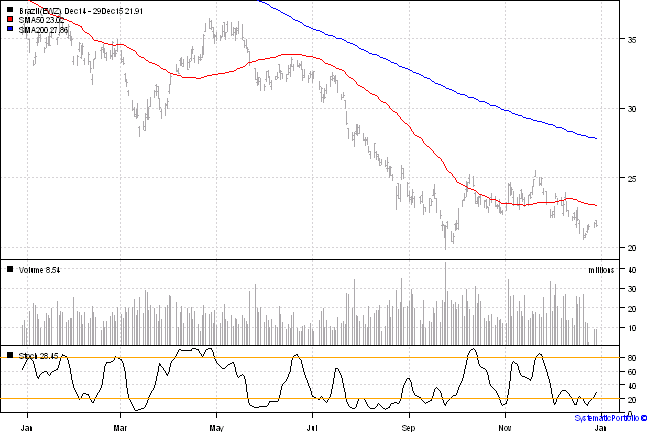 Brazil (EWZ) Dec14 - 29Dec15 21.91
SMA50 23.02
SMA200 27.86
35
30
25
20
Volume 8.54
millions
40
30
20
10
Stoch 28.45
80
60
40
20
0
Jan Mar May Jul Sep Nov Jan
SystematicPortfolio ©